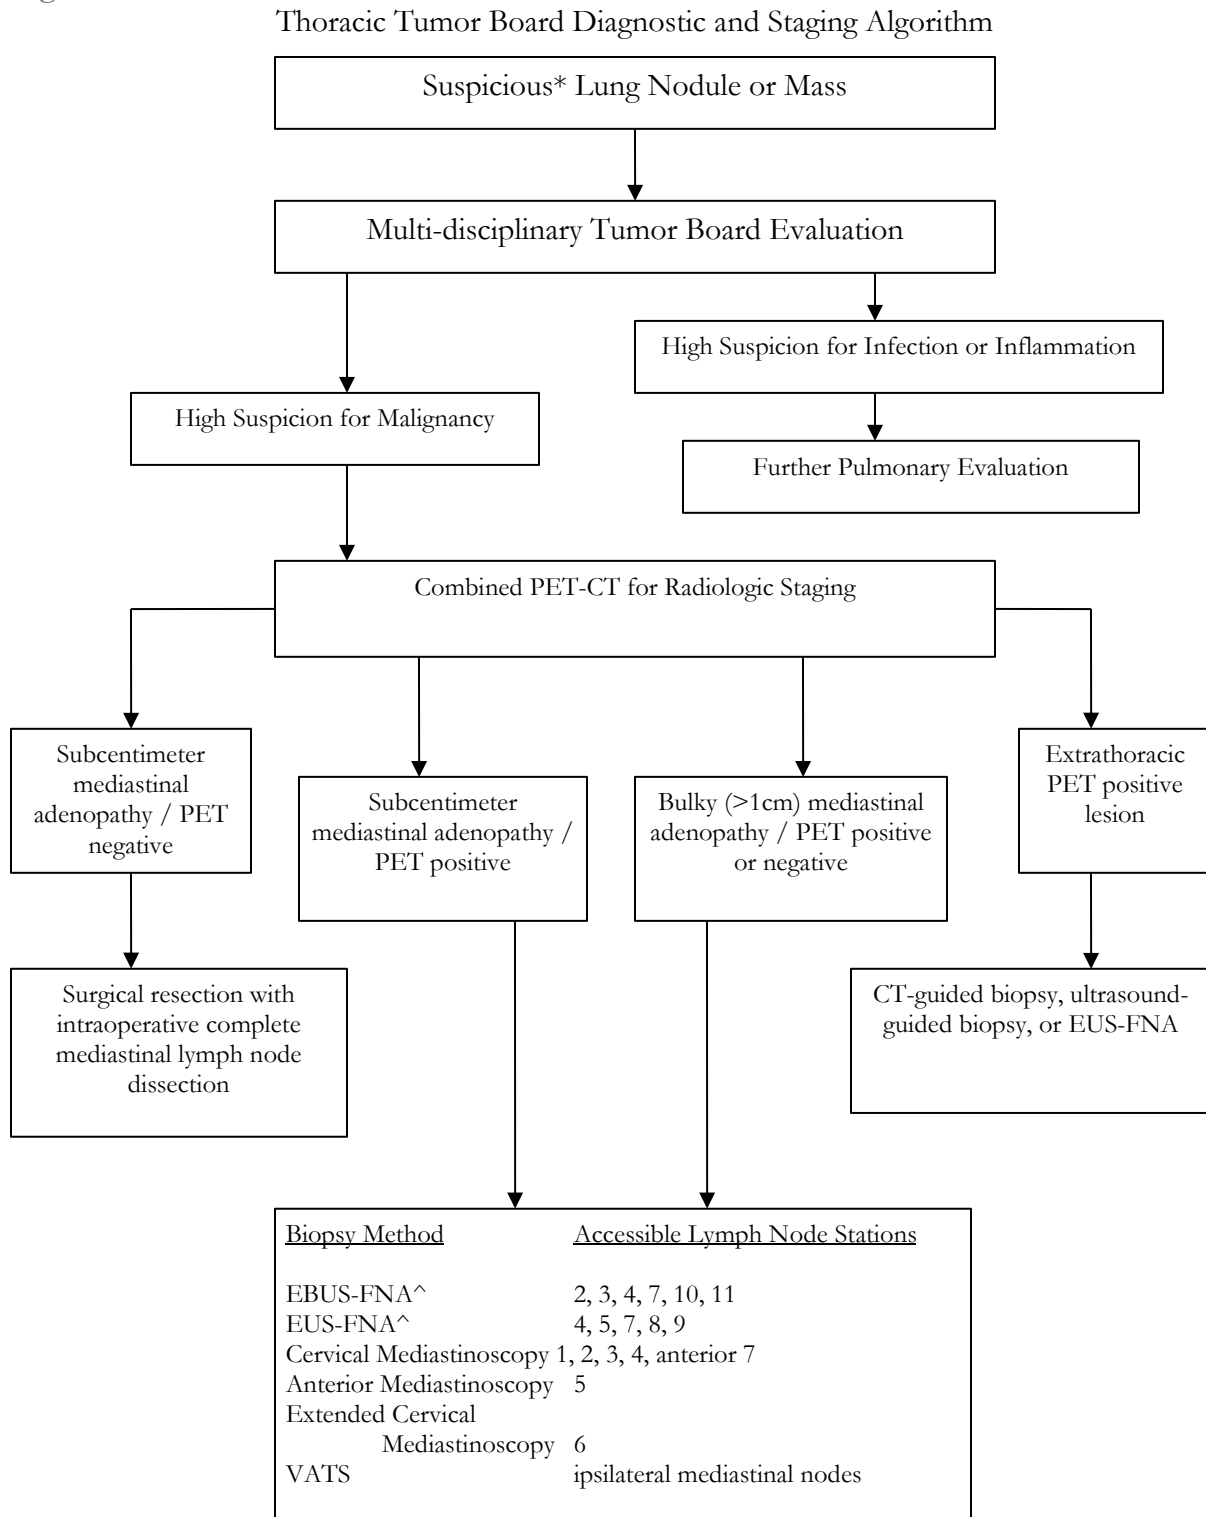 Thoracic Tumor Board Diagnostic and Staging Algorithm
Suspicious* Lung Nodule or Mass
Multi-disciplinary Tumor Board Evaluation
High Suspicion for Infection or Inflammation
High Suspicion for Malignancy
Further Pulmonary Evaluation
Combined PET-CT for Radiologic Staging
Subcentimeter
mediastinal
adenopathy / PET
negative
Subcentimeter
mediastinal adenopathy /
PET positive
Bulky (>1cm) mediastinal
adenopathy / PET positive
or negative
Extrathoracic
PET positive
lesion
Surgical resection with
intraoperative complete
mediastinal lymph node
dissection
CT-guided biopsy, ultrasound-
guided biopsy, or EUS-FNA
Biopsy Method Accessible Lymph Node Stations
EBUS-FNA^ 2, 3, 4, 7, 10, 11
EUS-FNA^ 4, 5, 7, 8, 9
Cervical Mediastinoscopy 1, 2, 3, 4, anterior 7
Anterior Mediastinoscopy 5
Extended Cervical
Mediastinoscopy 6
VATS ipsilateral mediastinal nodes